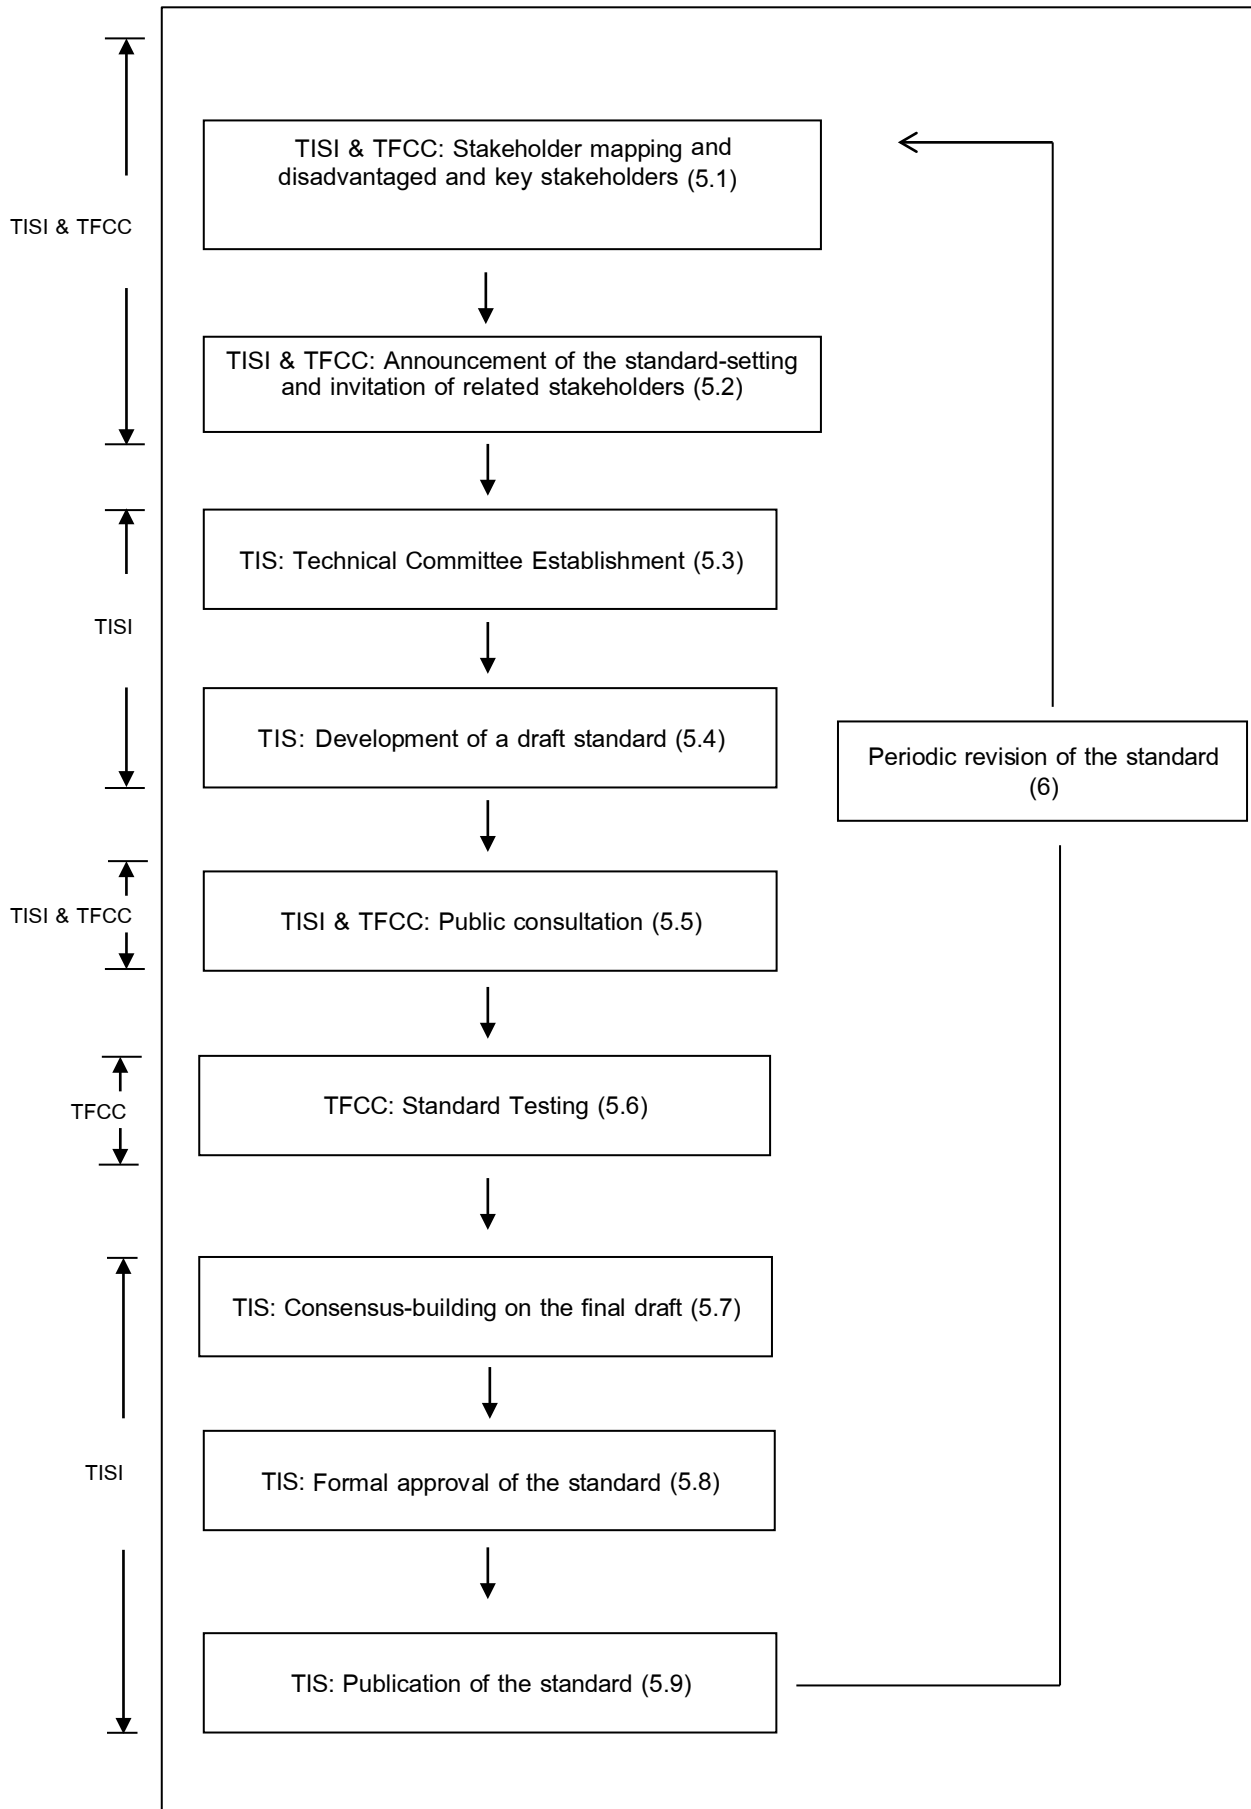 TISI & TFCC: Stakeholder mapping and
disadvantaged and key stakeholders (5.1)
TISI & TFCC
TISI & TFCC: Announcement of the standard-setting
and invitation of related stakeholders (5.2)
TIS: Technical Committee Establishment (5.3)
TISI
TIS: Development of a draft standard (5.4)
Periodic revision of the standard
(6)
TISI & TFCC
TISI & TFCC: Public consultation (5.5)
TFCC
TFCC: Standard Testing (5.6)
TIS: Consensus-building on the final draft (5.7)
TISI
TIS: Formal approval of the standard (5.8)
TIS: Publication of the standard (5.9)